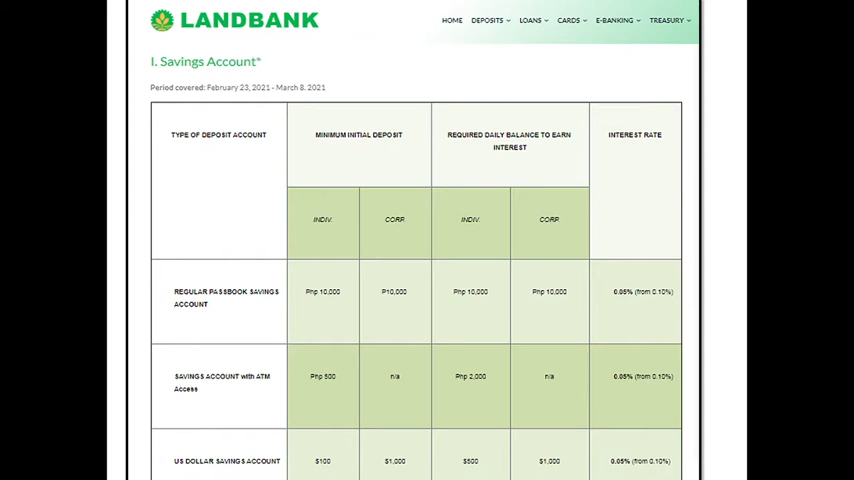 LANDBANK
HOME DEPOSITS LOANS CARDS E-BANKING TREASURY
I. Savings Account*
Period covered: February 23, 2021 - March 8, 2021
TYPE OF DEPOSIT ACCOUNT
MINIMUM INITIAL DEPOSIT
REQUIRED DAILY BALANCE TO EARN
INTEREST
INTEREST RATE
INDIV. CORP. INDIV. CORP.
REGULAR PASSBOOK SAVINGS
ACCOUNT
Php 10,000 P10,000 Php 10,000 Php 10,000 0.05% (from 0.10%)
SAVINGS ACCOUNT with ATM
Access
Php 500 n/a Php 2,000 n/a 0.05% (from 0.10%)
US DOLLAR SAVINGS ACCOUNT $100 $1,000 $500 $1,000 0.05% (from 0.10%)